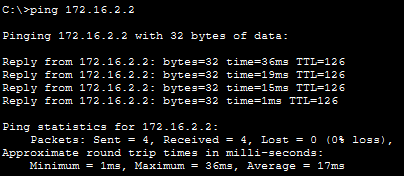 C:\>ping 172.16.2.2
Pinging 172.16.2.2 with 32 bytes of data:
Reply from 172.16.2.2: bytes=32 time=36ms TTL=126
Reply from 172.16.2.2: bytes=32 time=19ms TTL=126
Reply from 172.16.2.2: bytes=32 time=15ms TTL=126
Reply from 172.16.2.2: bytes=32 time=1ms TTL=126
Ping statistics for 172.16.2.2:
    Packets: Sent = 4, Received = 4, Lost = 0 (0% loss),
Approximate round trip times in milli-seconds:
    Minimum = 1ms, Maximum = 36ms, Average = 17ms